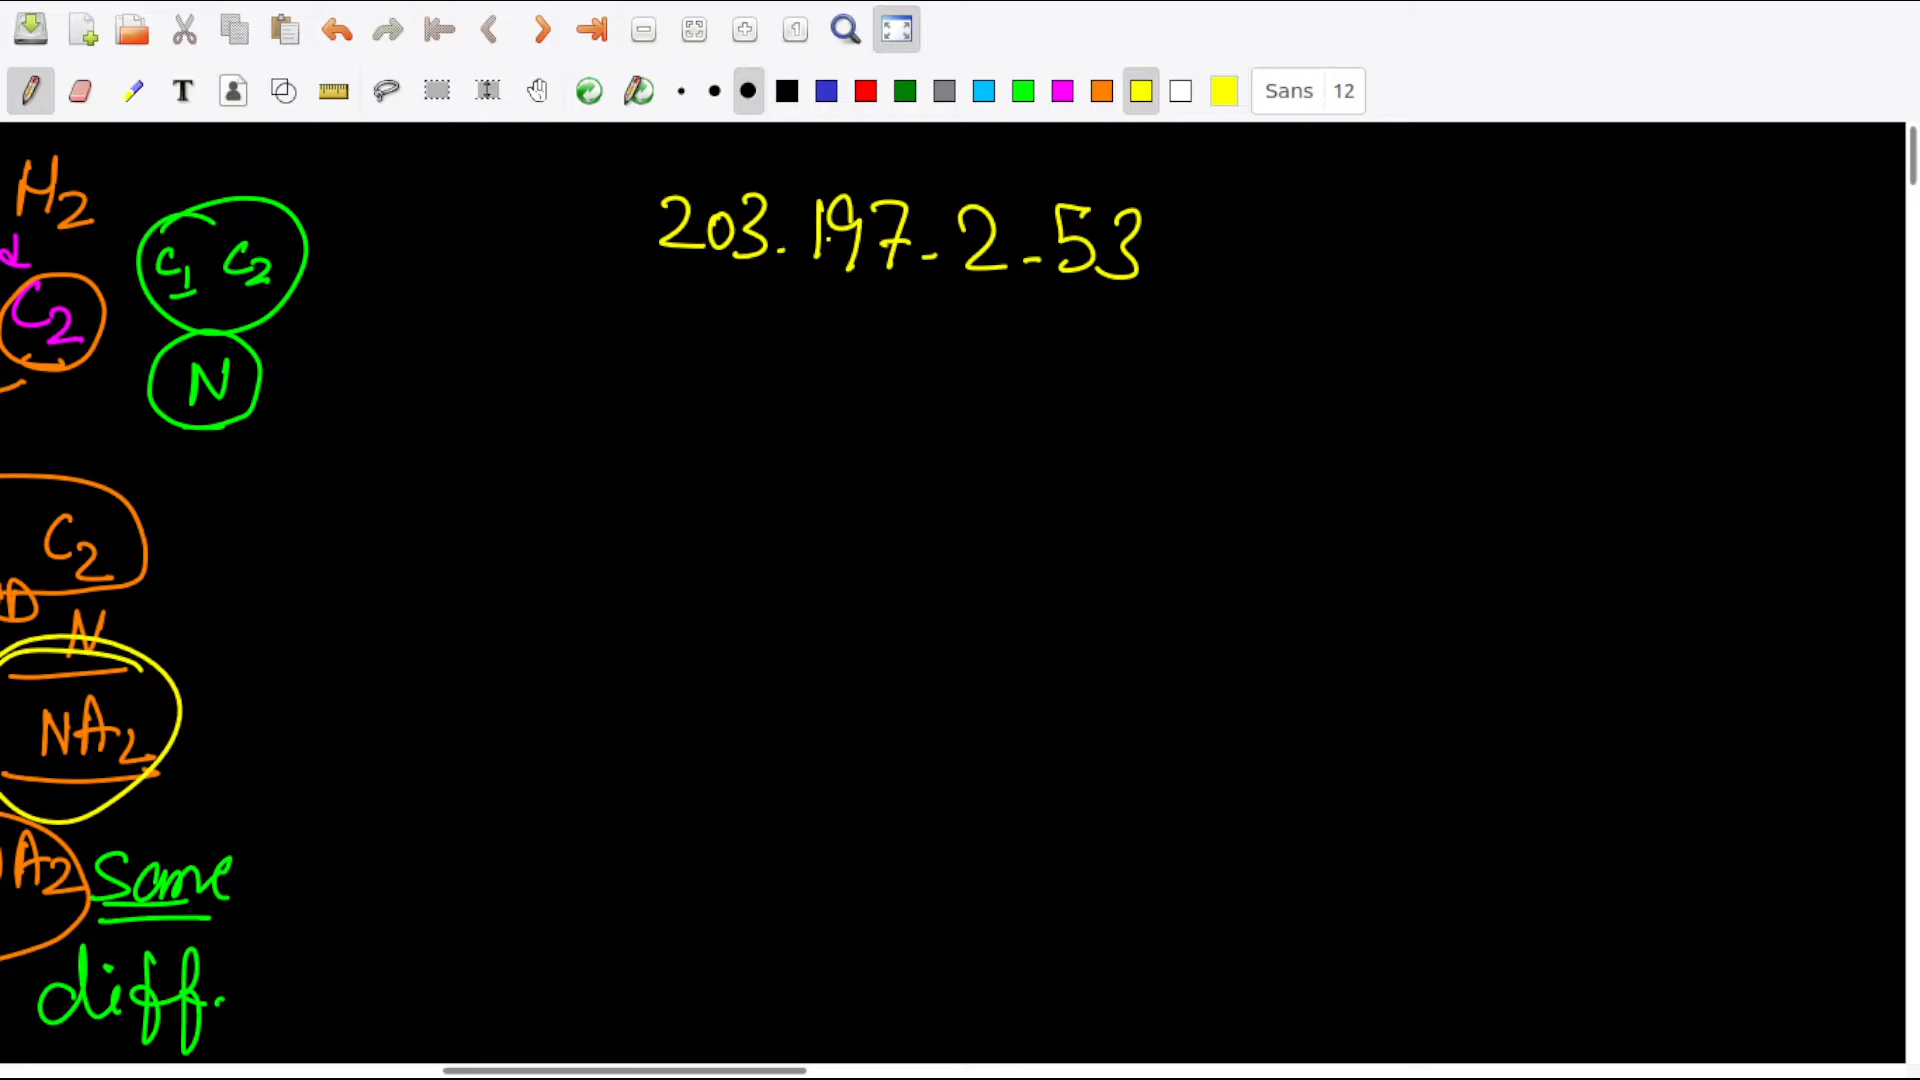 Sans 12
H2
203.197.2.53
C1 C2
C2
N
C2
D
N
NA2
A2 Same
diff.